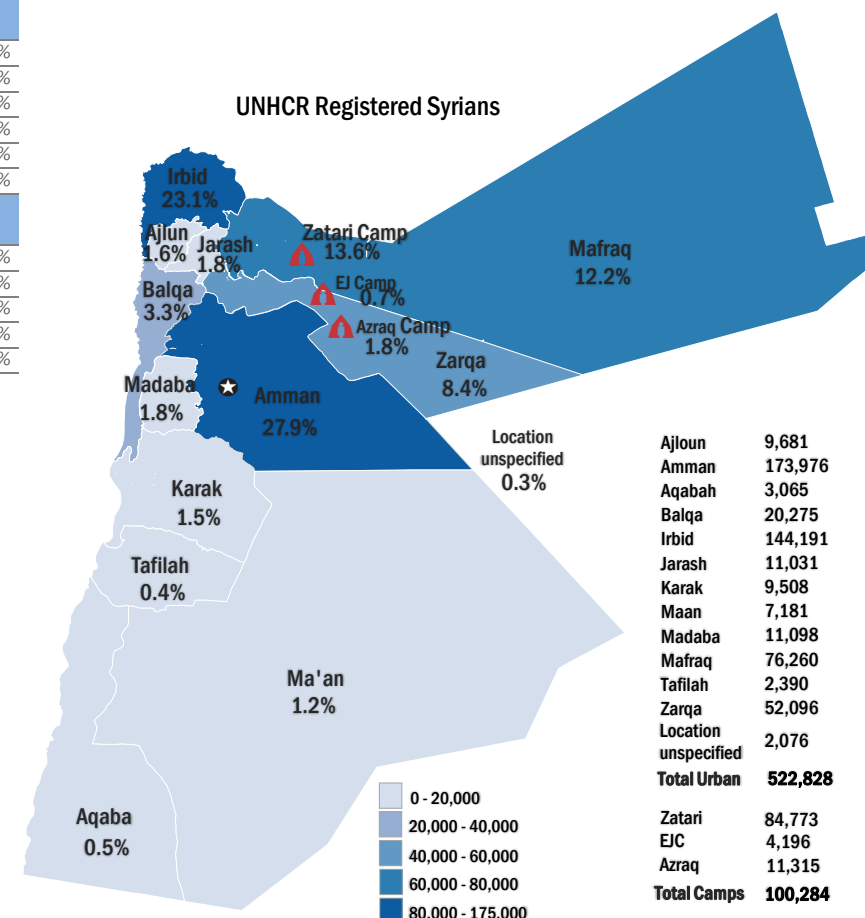 %
%
%
%
%
%
%
%
%
%
%
UNHCR Registered Syrians
Irbid
23.1%
Ajlun
1.6%
Jarash
1.8%
Zatari Camp
13.6%
Mafraq
12.2%
EJ Camp
0.7%
Balqa
3.3%
Azraq Camp
1.8%
Zarqa
8.4%
Madaba
1.8%
Amman
27.9%
Location
unspecified
0.3%
Karak
1.5%
Tafilah
0.4%
Ma'an
1.2%
Aqaba
0.5%
0 - 20,000
20,000 - 40,000
40,000 - 60,000
60,000 - 80,000
80,000 - 175,000
Ajloun 9,681
Amman 173,976
Aqabah 3,065
Balqa 20,275
Irbid 144,191
Jarash 11,031
Karak 9,508
Maan 7,181
Madaba 11,098
Mafraq 76,260
Tafilah 2,390
Zarqa 52,096
Location
unspecified 2,076
Total Urban 522,828
Zatari 84,773
EJC 4,196
Azraq 11,315
Total Camps 100,284